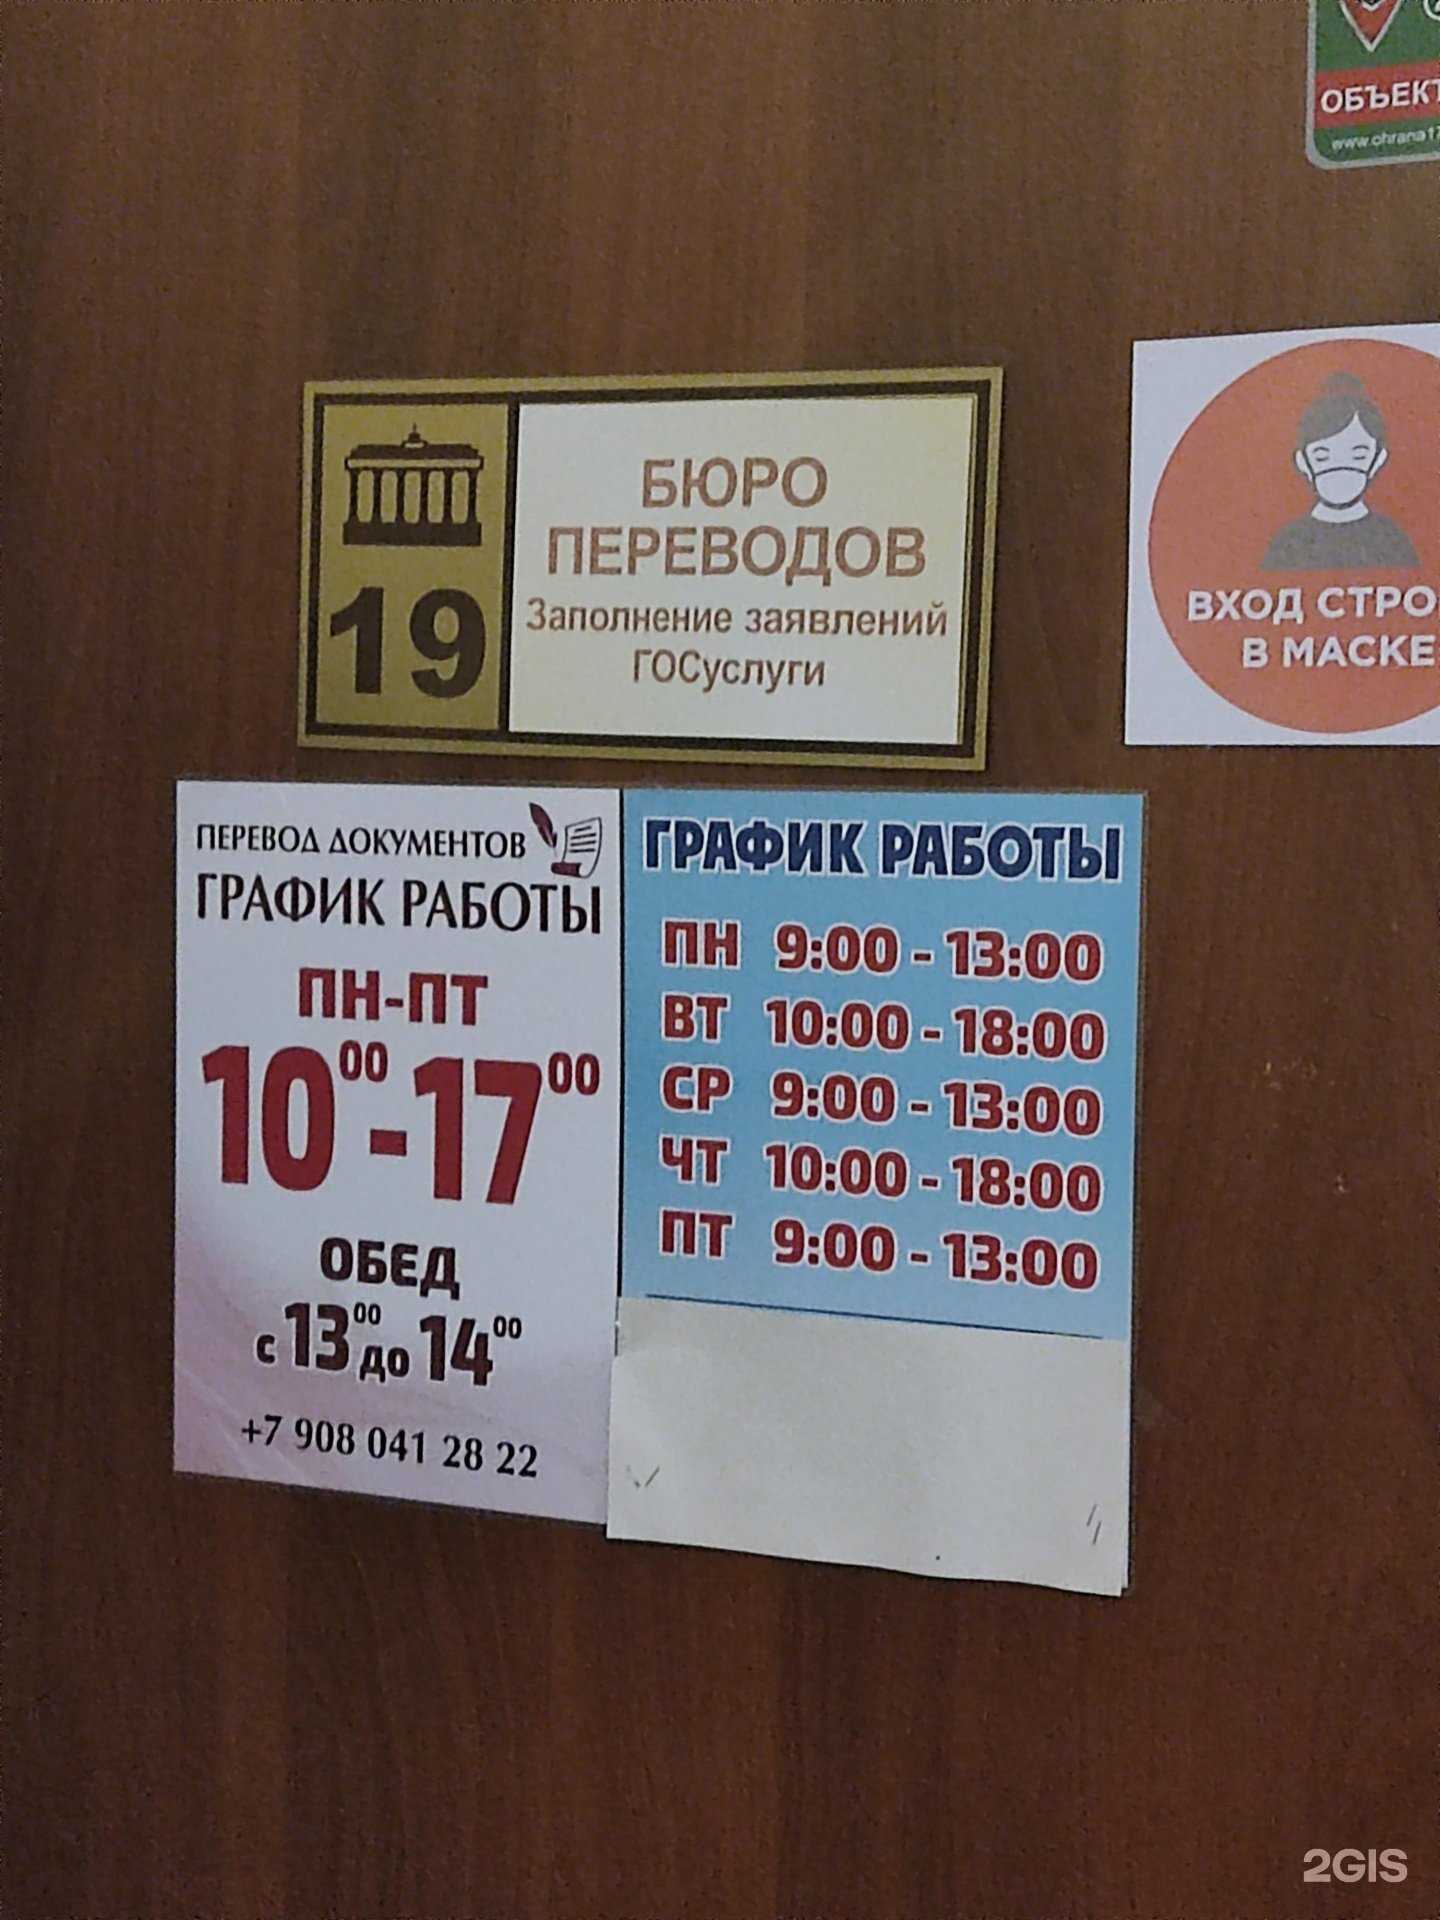 ОБЪЕКТ
www.ohrana17
БЮРО
ПЕРЕВОДОВ
Заполнение заявлений
ГОСуслуги
19
ВХОД СТРО
В МАСКЕ
ПЕРЕВОД ДОКУМЕНТОВ
ГРАФИК РАБОТЫ
ПН-ПТ
10⁰⁰-17⁰⁰
ОБЕД
с 13⁰⁰ до 14⁰⁰
+7 908 041 28 22
ГРАФИК РАБОТЫ
ПН 9:00 - 13:00
ВТ 10:00 - 18:00
СР 9:00 - 13:00
ЧТ 10:00 - 18:00
ПТ 9:00 - 13:00
2GIS